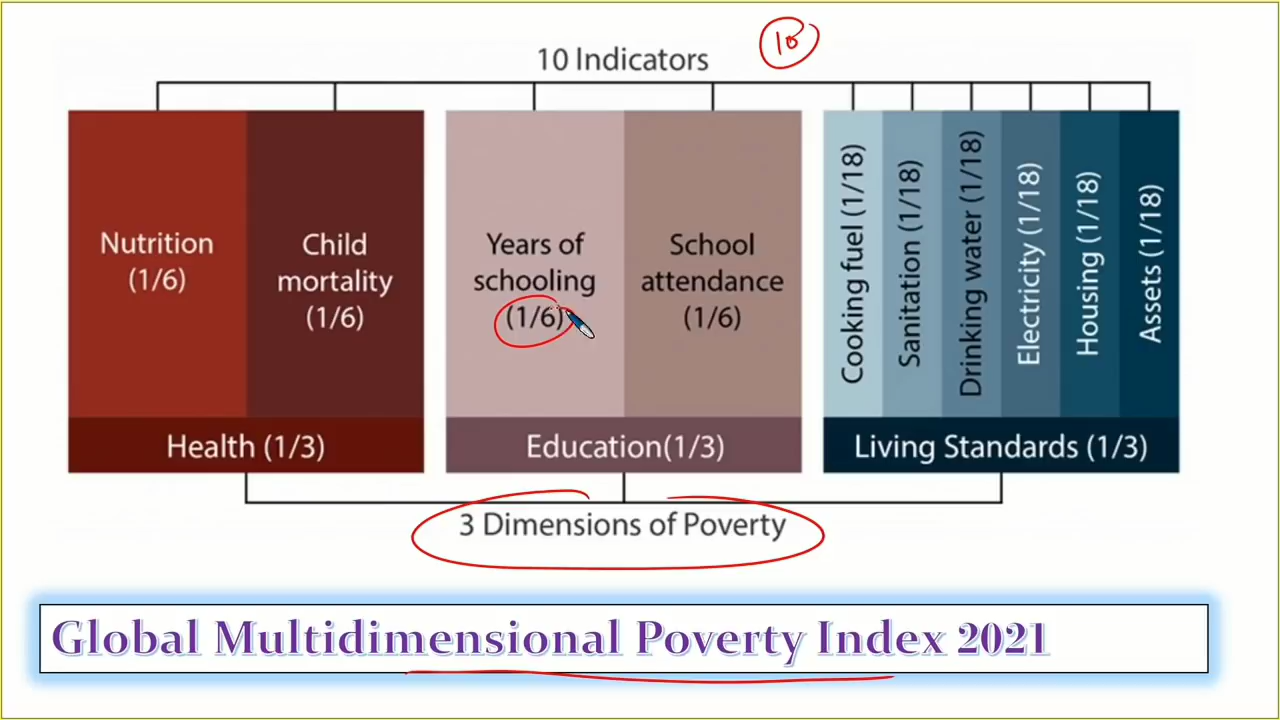 10 Indicators
10
Nutrition
(1/6)
Child
mortality
(1/6)
Years of
schooling
(1/6)
School
attendance
(1/6)
Cooking fuel (1/18)
Sanitation (1/18)
Drinking water (1/18)
Electricity (1/18)
Housing (1/18)
Assets (1/18)
Health (1/3)
Education(1/3)
Living Standards (1/3)
3 Dimensions of Poverty
Global Multidimensional Poverty Index 2021